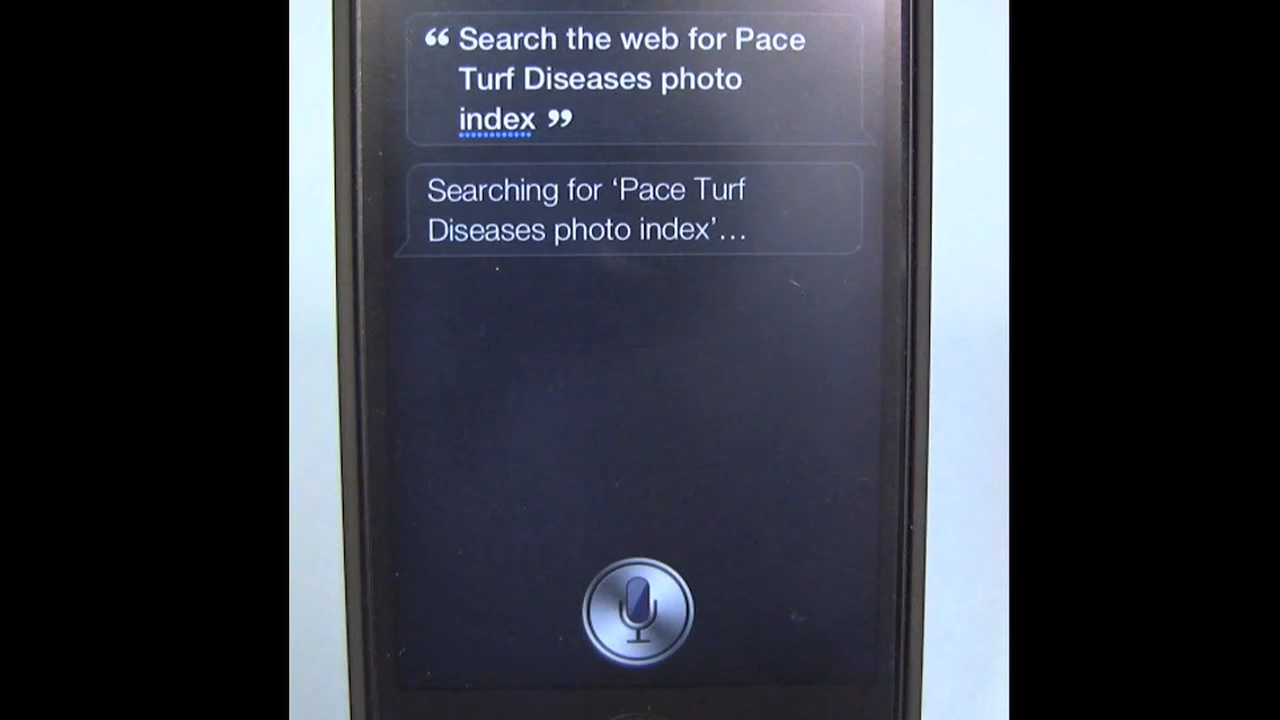 “ Search the web for Pace
Turf Diseases photo
index ”
Searching for ‘Pace Turf
Diseases photo index’...